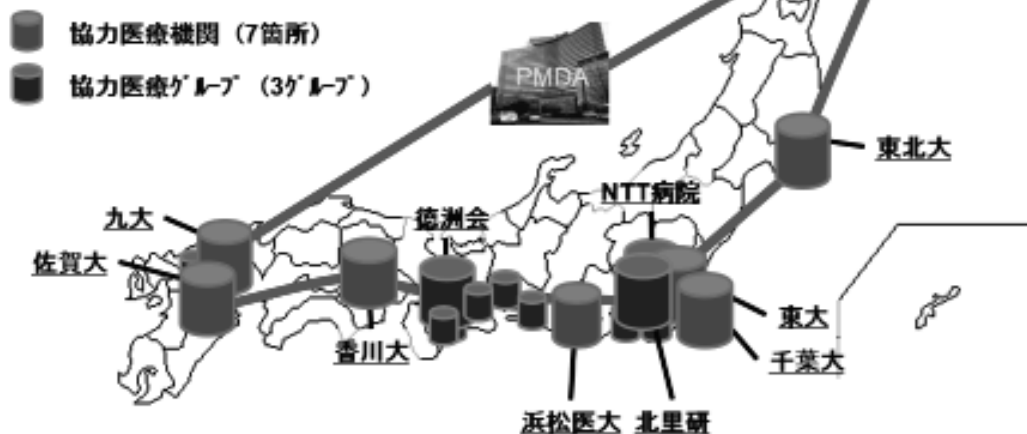 協力医療機関（7箇所）
協力医療ｸﾞﾙｰﾌﾟ（3ｸﾞﾙｰﾌﾟ）
PMDA
東北大
NTT病院
九大
徳洲会
佐賀大
東大
香川大
千葉大
浜松医大 北里研